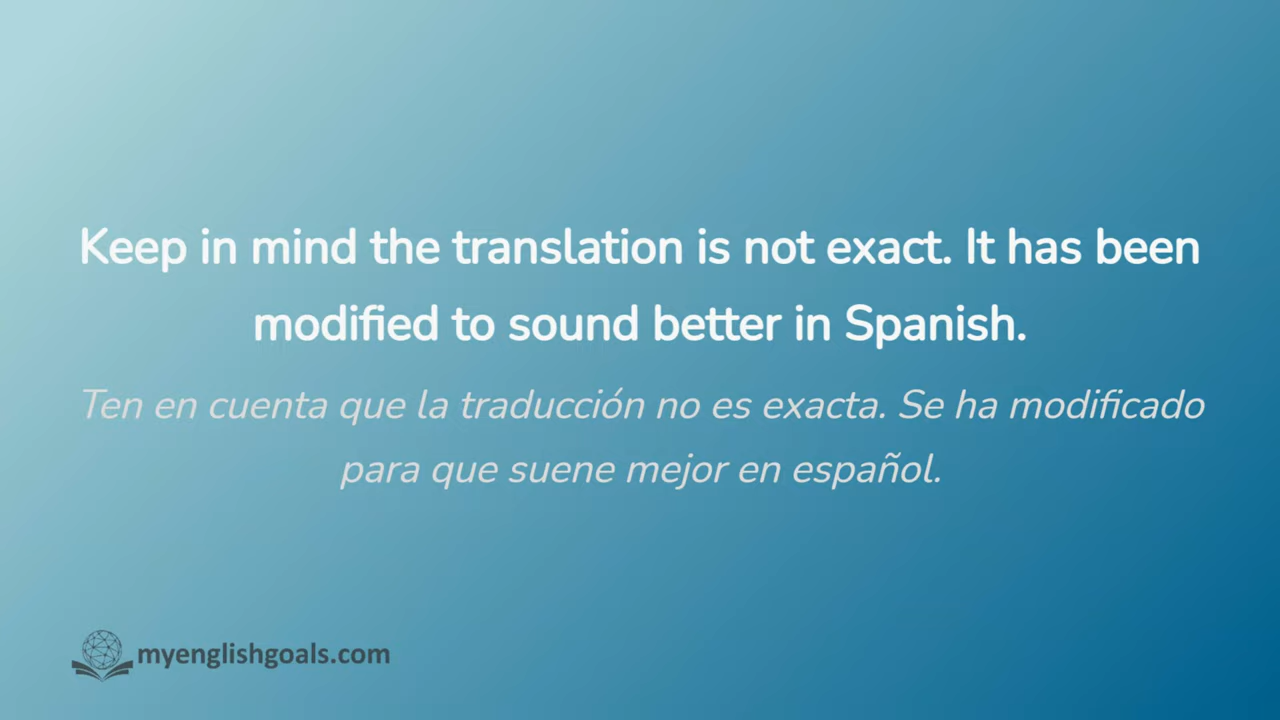 Keep in mind the translation is not exact. It has been
modified to sound better in Spanish.
Ten en cuenta que la traducción no es exacta. Se ha modificado
para que suene mejor en español.
myenglishgoals.com